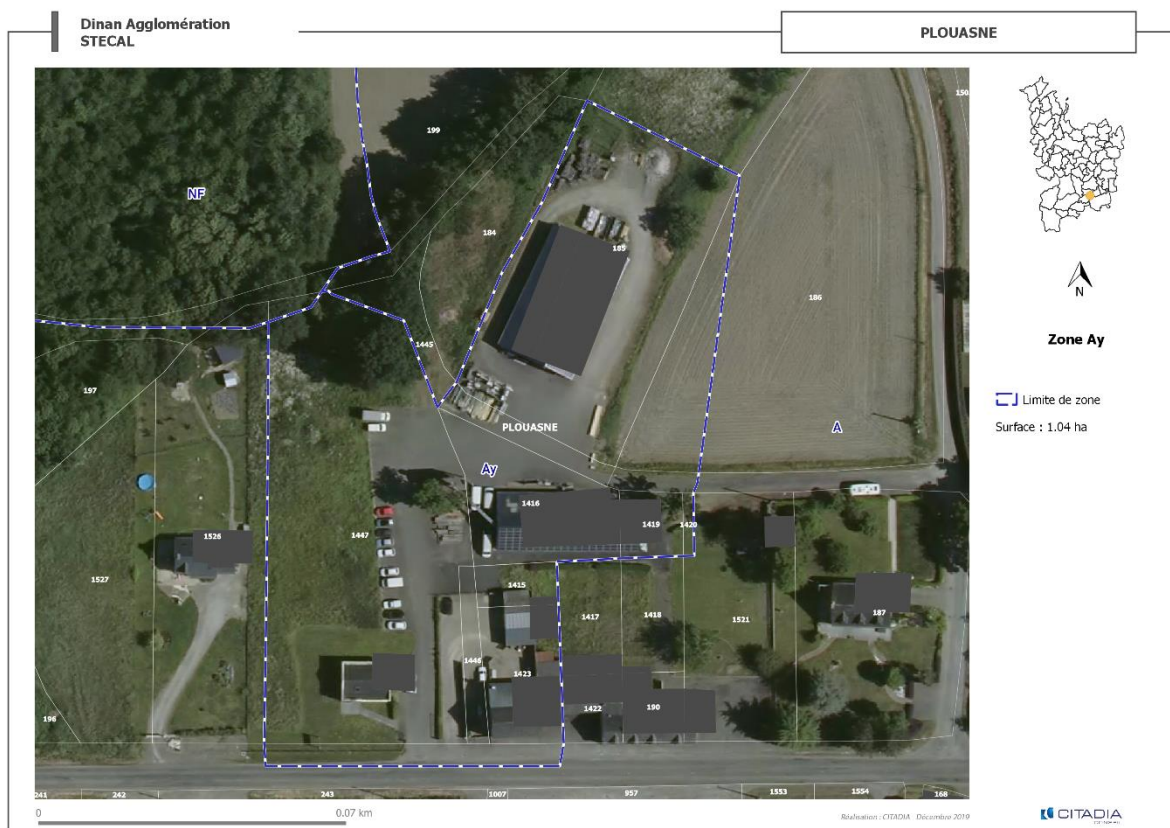 Dinan Agglomération
STECAL
PLOUASNE
199
150
NF
184
185
186
N
Zone Ay
1445
197
Limite de zone
PLOUASNE
A
Surface : 1.04 ha
Ay
1416
1419
1420
1447
1526
1527
1415
1417
1418
1521
187
1446
1423
196
1422
190
241
242
243
1007
957
1553
1554
168
0
0.07 km
Réalisation : CITADIA Décembre 2019
CITADIA